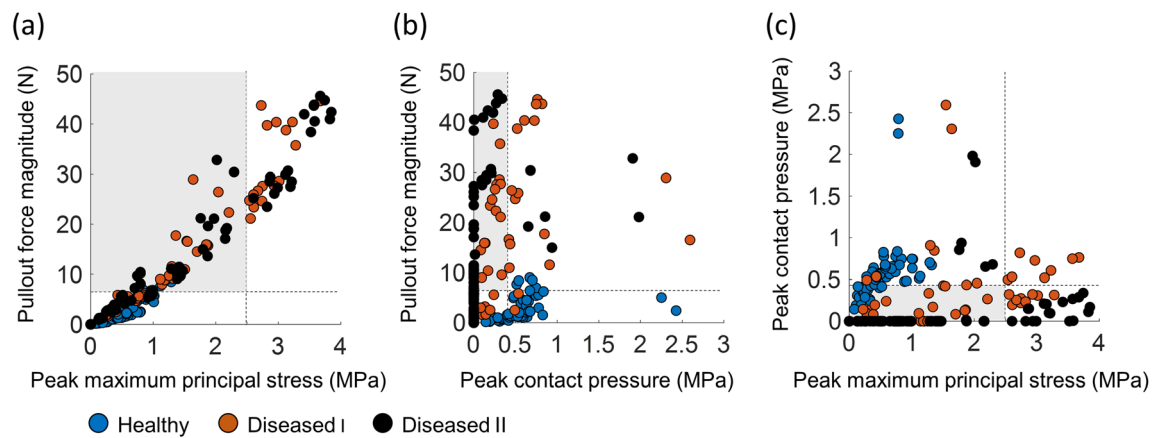 (a)
Pullout force magnitude (N)
50
40
30
20
10
0
0 1 2 3 4
Peak maximum principal stress (MPa)
(b)
Pullout force magnitude (N)
50
40
30
20
10
0
0 0.5 1 1.5 2 2.5 3
Peak contact pressure (MPa)
(c)
Peak contact pressure (MPa)
3
2.5
2
1.5
1
0.5
0
0 1 2 3 4
Peak maximum principal stress (MPa)
Healthy Diseased I Diseased II